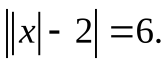 ||x|- 2| =6.